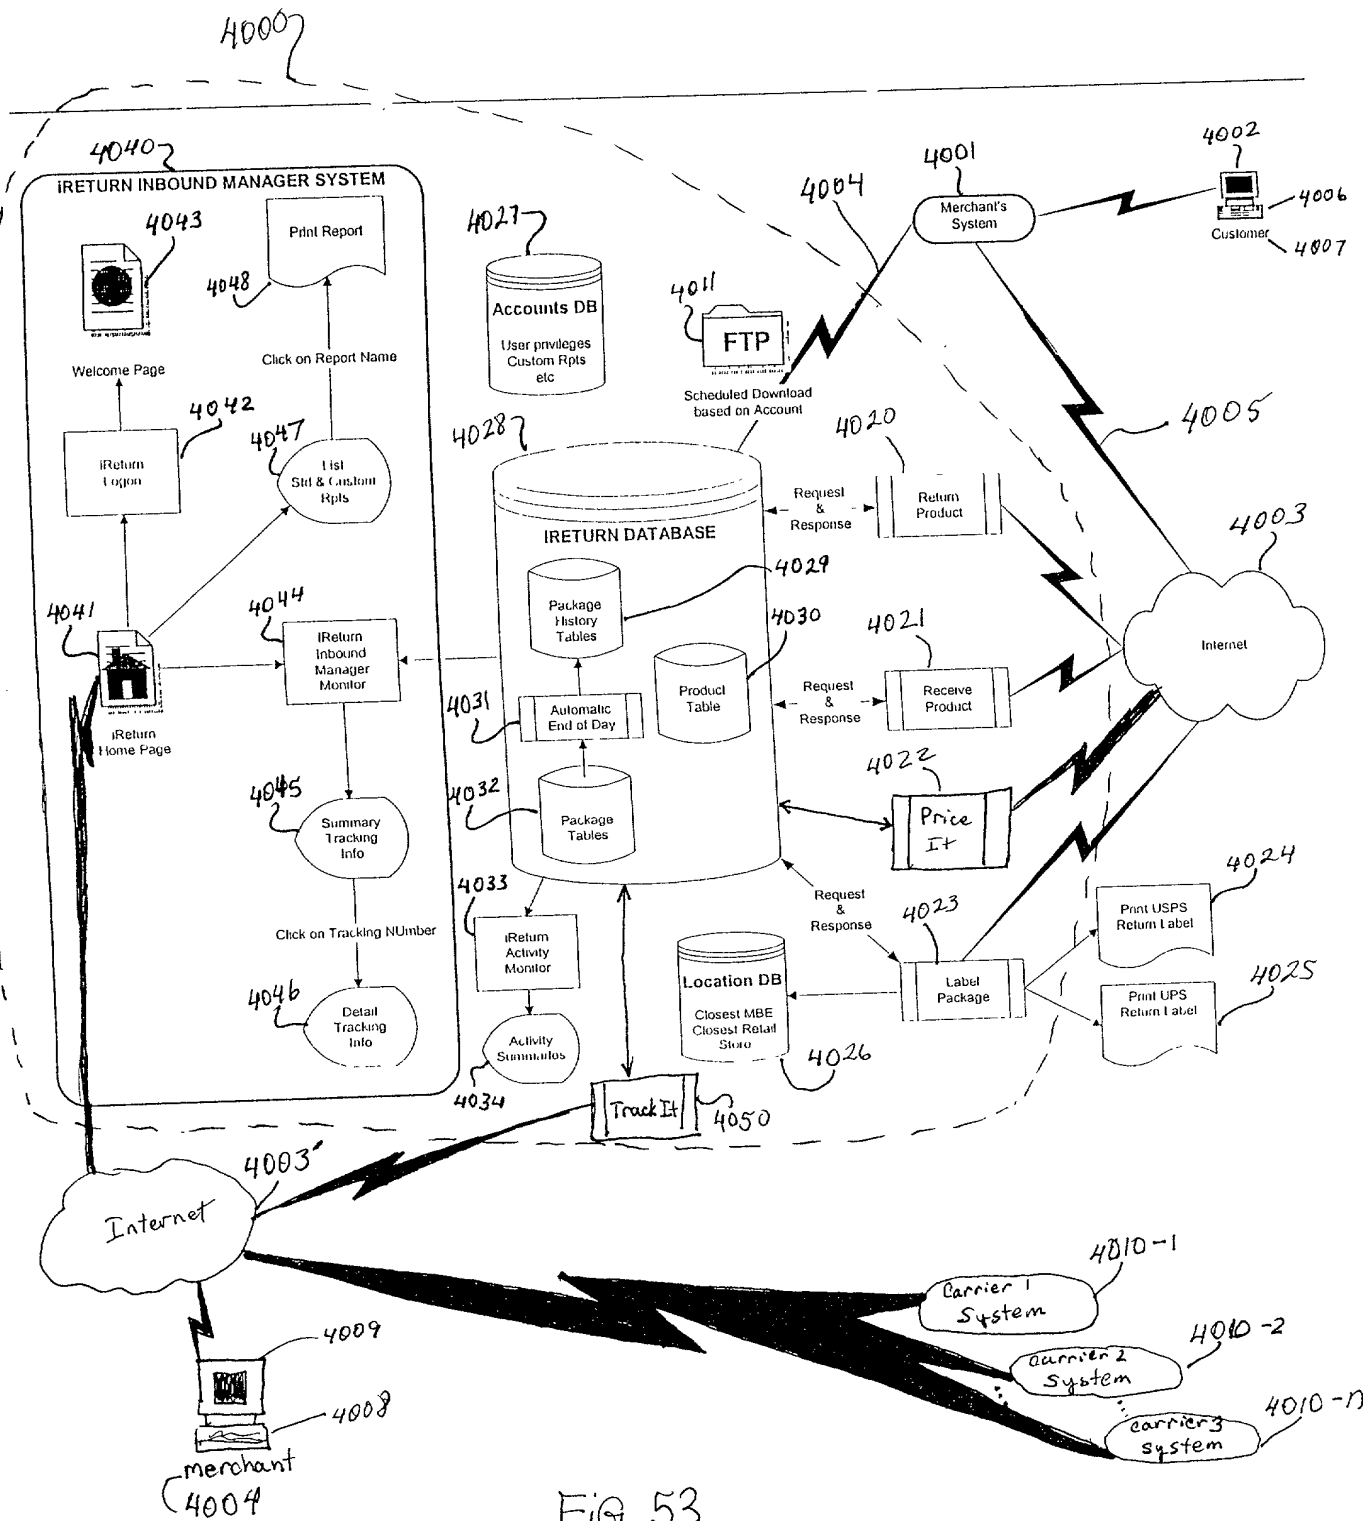 4000
4040
iRETURN INBOUND MANAGER SYSTEM
4043
Print Report
4048
Click on Report Name
Welcome Page
4042
iReturn
Logon
4047
List
Std & Custom
Rpts
4041
iReturn
Home Page
4044
iReturn
Inbound
Manager
Monitor
4045
Summary
Tracking
Info
Click on Tracking NUmber
4046
Detail
Tracking
Info
4027
Accounts DB
User privileges
Custom Rpts
etc
4011
FTP
Scheduled Download
based on Account
4004
4001
Merchant's
System
4002
4006
Customer
4007
4005
4028
IRETURN DATABASE
4029
Package
History
Tables
4030
Product
Table
4031
Automatic
End of Day
4032
Package
Tables
4033
iReturn
Activity
Monitor
Activity
Summaries
4034
4020
Request
&
Response
Return
Product
4003
Internet
4021
Request
&
Response
Receive
Product
4022
Price
It
Request
&
Response
4023
Label
Package
4024
Print USPS
Return Label
4025
Print UPS
Return Label
Location DB
Closest MBE
Closest Retail
Store
4026
Track It
4050
4003'
Internet
4009
4008
merchant
4004
4010-1
Carrier 1
System
4010-2
Carrier 2
System
4010-n
Carrier 3
System
Fig. 53